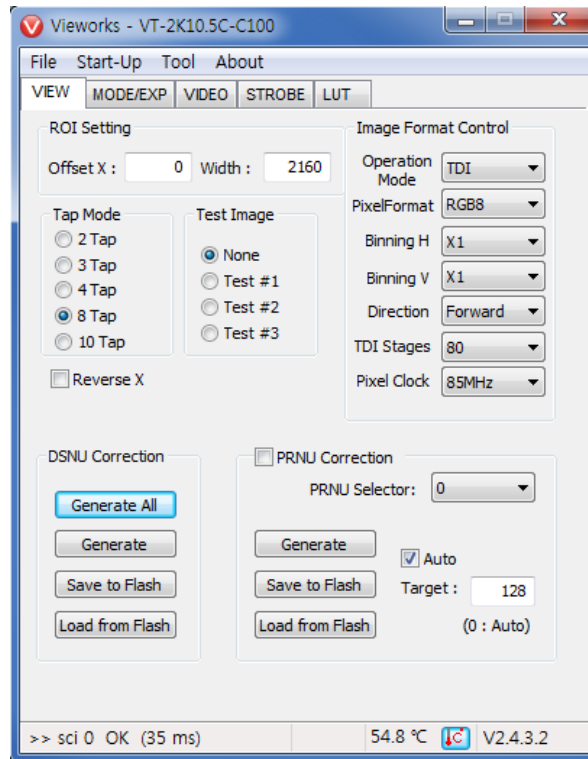 Vieworks - VT-2K10.5C-C100
File Start-Up Tool About
VIEW MODE/EXP VIDEO STROBE LUT
ROI Setting
Offset X : 0 Width : 2160
Tap Mode
2 Tap
3 Tap
4 Tap
8 Tap
10 Tap
Test Image
None
Test #1
Test #2
Test #3
Reverse X
Image Format Control
Operation Mode TDI
PixelFormat RGB8
Binning H X1
Binning V X1
Direction Forward
TDI Stages 80
Pixel Clock 85MHz
DSNU Correction
Generate All
Generate
Save to Flash
Load from Flash
PRNU Correction
PRNU Selector: 0
Generate
Save to Flash
Load from Flash
Auto
Target : 128
(0 : Auto)
>> sci 0 OK (35 ms) 54.8 ℃ C V2.4.3.2